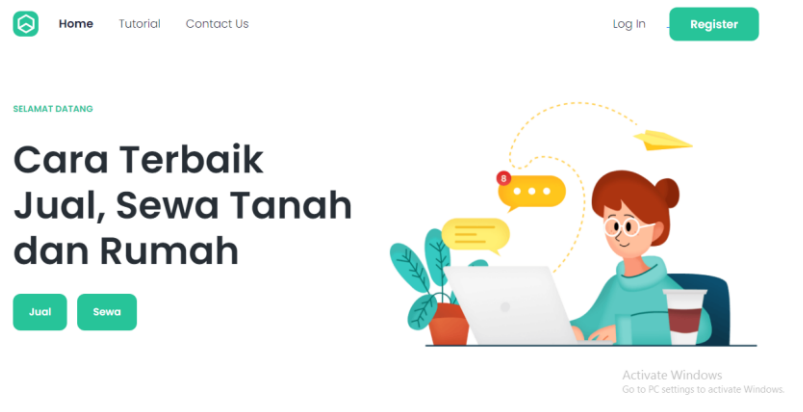 Home Tutorial Contact Us Log In Register
SELAMAT DATANG
Cara Terbaik
Jual, Sewa Tanah
dan Rumah
Jual Sewa
8
Activate Windows
Go to PC settings to activate Windows.